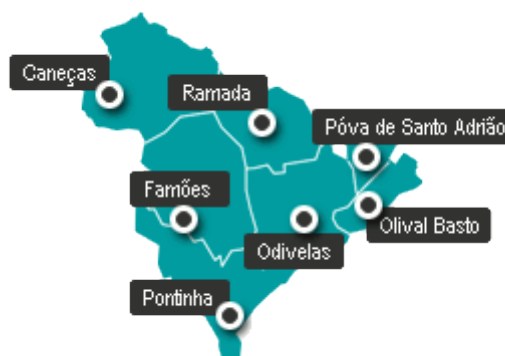 Caneças
Ramada
Póva de Santo Adrião
Famões
Olival Basto
Odivelas
Pontinha